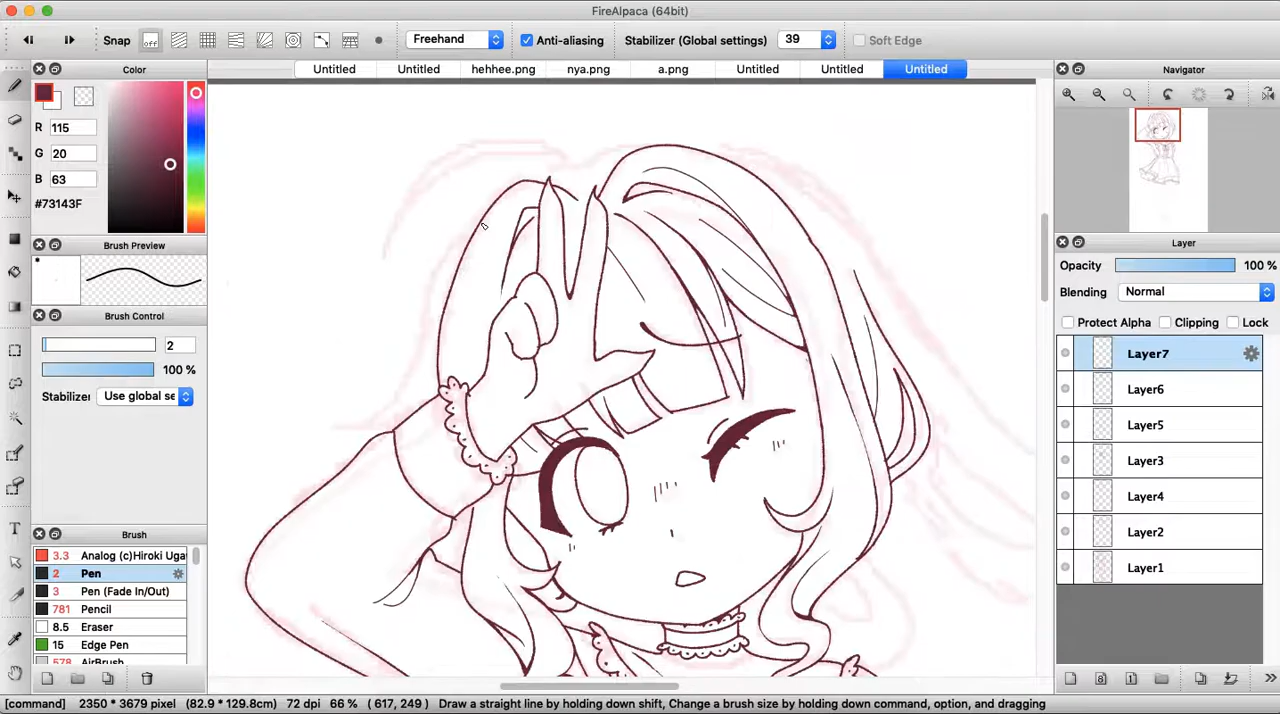 FireAlpaca (64bit)
Snap off Freehand Anti-aliasing Stabilizer (Global settings) 39 Soft Edge
Untitled Untitled hehhee.png nya.png a.png Untitled Untitled Untitled
Color
R 115
G 20
B 63
#73143F
Brush Preview
Brush Control
2
100 %
Stabilizer Use global se
Brush
3.3 Analog (c)Hiroki Uga
2 Pen
3 Pen (Fade In/Out)
781 Pencil
8.5 Eraser
15 Edge Pen
578 AirBrush
Navigator
Layer
Opacity 100 %
Blending Normal
Protect Alpha Clipping Lock
Layer7
Layer6
Layer5
Layer3
Layer4
Layer2
Layer1
[command] 2350 * 3679 pixel (82.9 * 129.8cm) 72 dpi 66 % ( 617, 249 ) Draw a straight line by holding down shift, Change a brush size by holding down command, option, and dragging